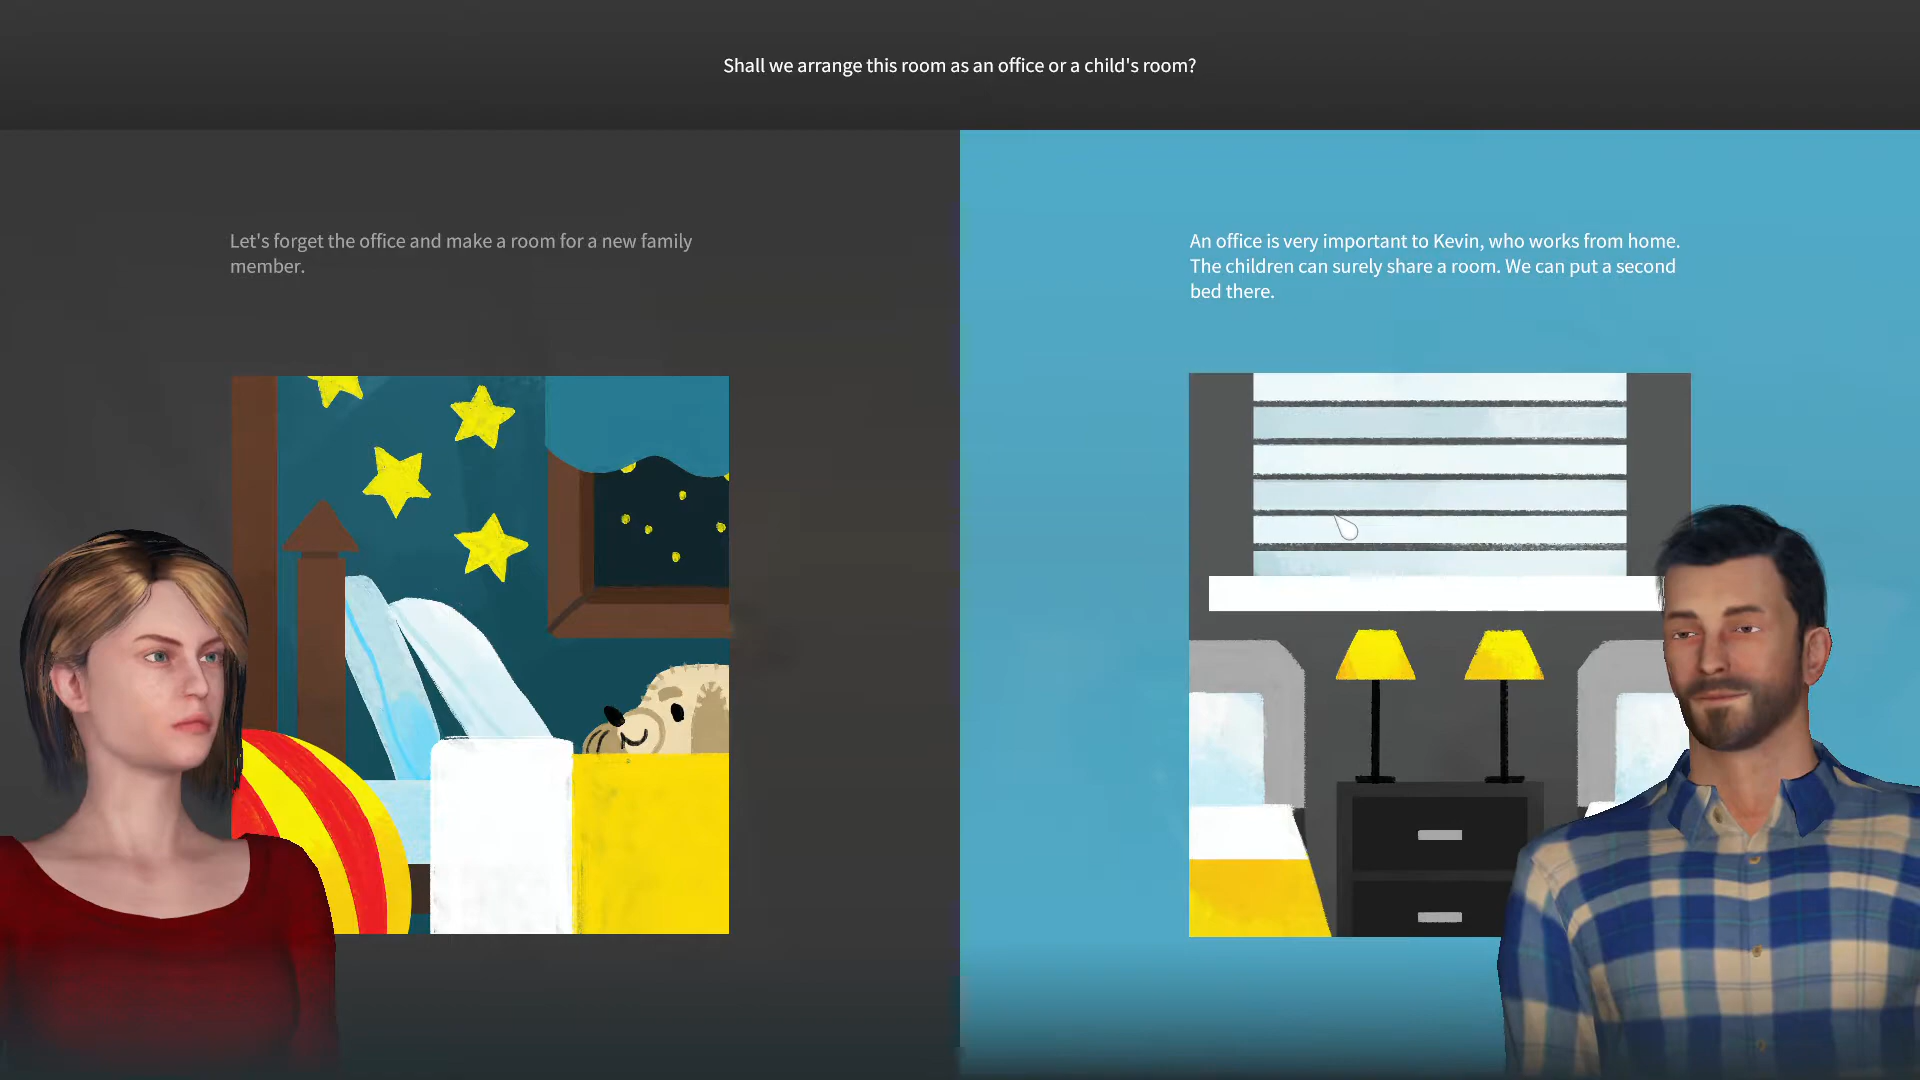 Shall we arrange this room as an office or a child's room?
Let's forget the office and make a room for a new family
member.
An office is very important to Kevin, who works from home.
The children can surely share a room. We can put a second
bed there.